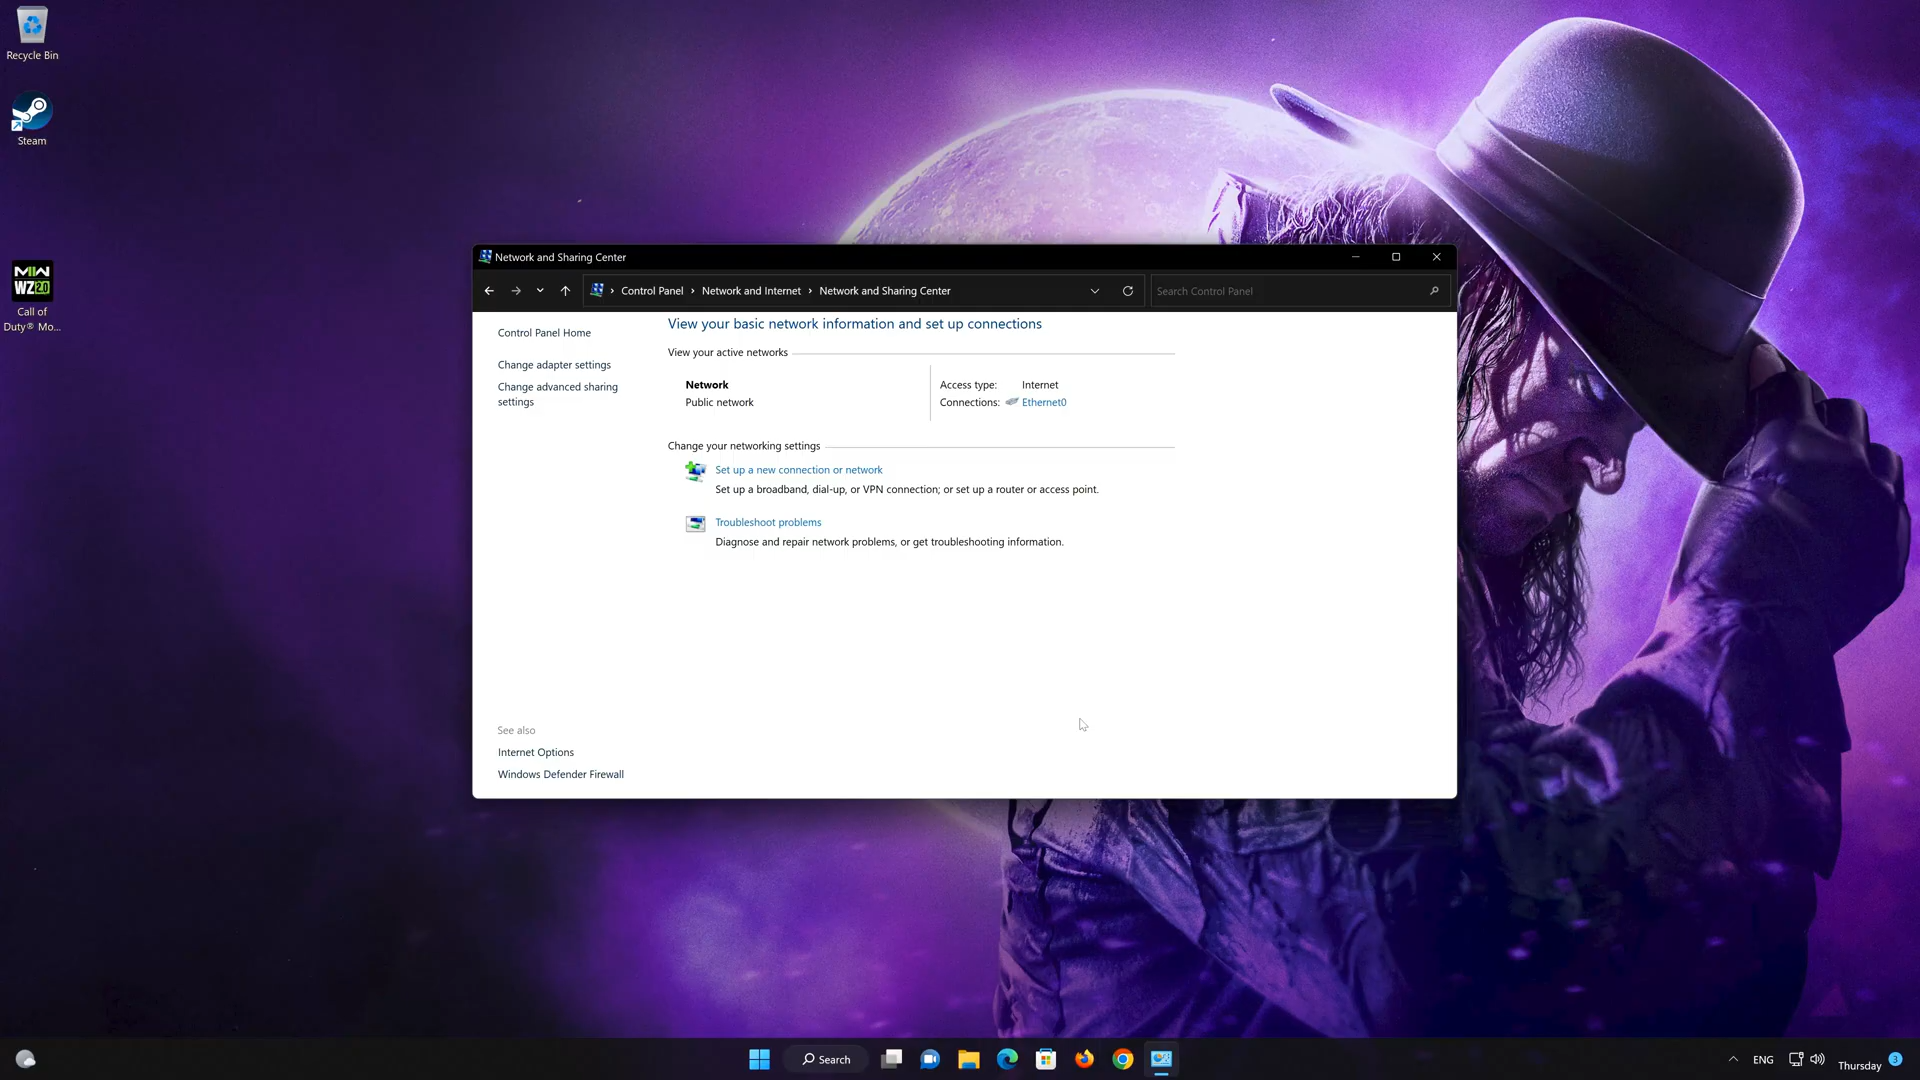 Recycle Bin
Steam
MW
WZ 2.0
Call of
Duty® Mo...
Network and Sharing Center
Control Panel
Network and Internet
Network and Sharing Center
Search Control Panel
Control Panel Home
Change adapter settings
Change advanced sharing
settings
View your basic network information and set up connections
View your active networks
Network
Public network
Access type: Internet
Connections: Ethernet0
Change your networking settings
Set up a new connection or network
Set up a broadband, dial-up, or VPN connection; or set up a router or access point.
Troubleshoot problems
Diagnose and repair network problems, or get troubleshooting information.
See also
Internet Options
Windows Defender Firewall
Search
ENG
Thursday
3